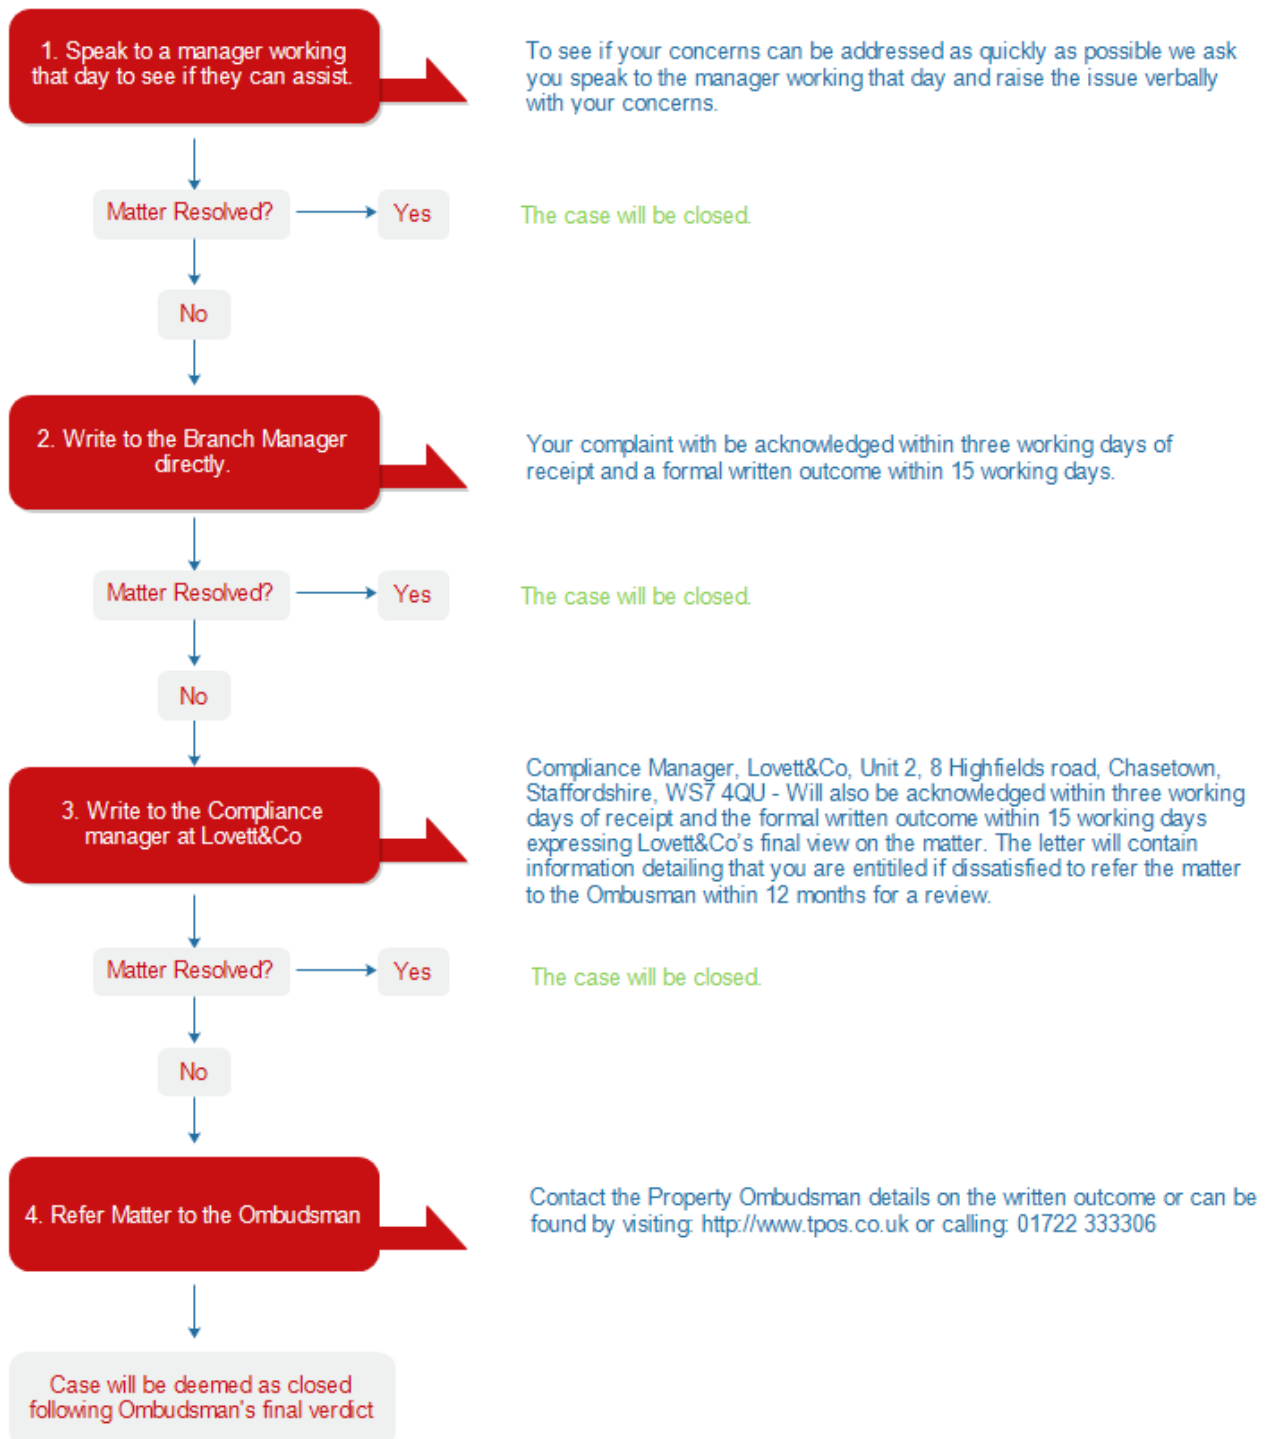 1. Speak to a manager working
that day to see if they can assist.
To see if your concerns can be addressed as quickly as possible we ask
you speak to the manager working that day and raise the issue verbally
with your concerns.
Matter Resolved?
Yes
The case will be closed.
No
2. Write to the Branch Manager
directly.
Your complaint with be acknowledged within three working days of
receipt and a formal written outcome within 15 working days.
Matter Resolved?
Yes
The case will be closed.
No
3. Write to the Compliance
manager at Lovett&Co
Compliance Manager, Lovett&Co, Unit 2, 8 Highfields road, Chasetown,
Staffordshire, WS7 4QU - Will also be acknowledged within three working
days of receipt and the formal written outcome within 15 working days
expressing Lovett&Co's final view on the matter. The letter will contain
information detailing that you are entitiled if dissatisfied to refer the matter
to the Ombusman within 12 months for a review.
Matter Resolved?
Yes
The case will be closed.
No
4. Refer Matter to the Ombudsman
Contact the Property Ombudsman details on the written outcome or can be
found by visiting: http://www.tpos.co.uk or calling: 01722 333306
Case will be deemed as closed
following Ombudsman's final verdict